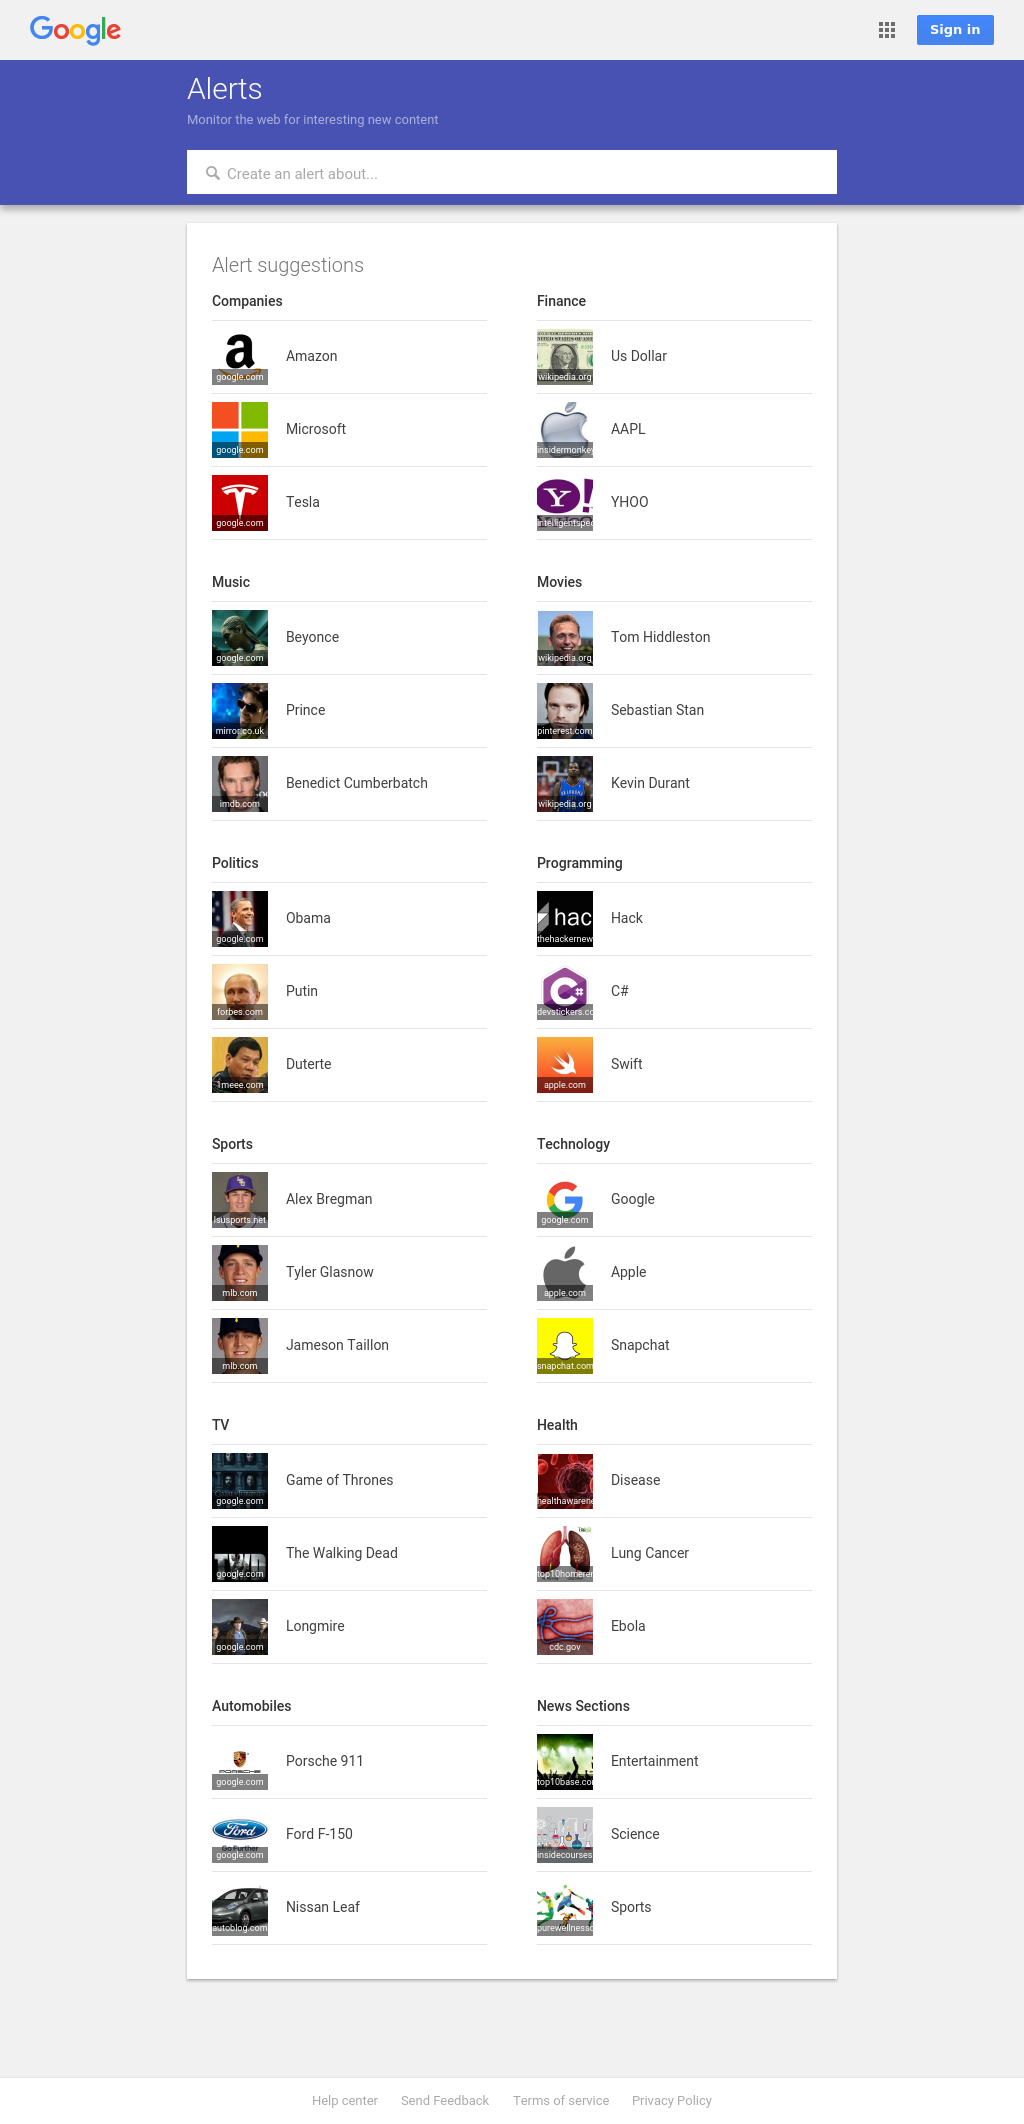 Google
Sign in
Alerts
Monitor the web for interesting new content
Create an alert about...
Alert suggestions
Companies
google.com
Amazon
google.com
Microsoft
google.com
Tesla
Finance
wikipedia.org
Us Dollar
insidermonkey
AAPL
YHOO
Music
google.com
Beyonce
mirror.co.uk
Prince
imdb.com
Benedict Cumberbatch
Movies
wikipedia.org
Tom Hiddleston
pinterest.com
Sebastian Stan
wikipedia.org
Kevin Durant
Politics
google.com
Obama
forbes.com
Putin
Duterte
Programming
hac
thehackernew
Hack
devstickers.co
C#
apple.com
Swift
Sports
lsusports.net
Alex Bregman
mlb.com
Tyler Glasnow
mlb.com
Jameson Taillon
Technology
google.com
Google
apple.com
Apple
snapchat.com
Snapchat
TV
google.com
Game of Thrones
TWD
google.com
The Walking Dead
google.com
Longmire
Health
healthawarene
Disease
top10homerem
Lung Cancer
cdc.gov
Ebola
Automobiles
PORSCHE
google.com
Porsche 911
Ford
Go Further
google.com
Ford F-150
autoblog.com
Nissan Leaf
News Sections
top10base.com
Entertainment
insidecourses
Science
purewellness
Sports
Help center Send Feedback Terms of service Privacy Policy